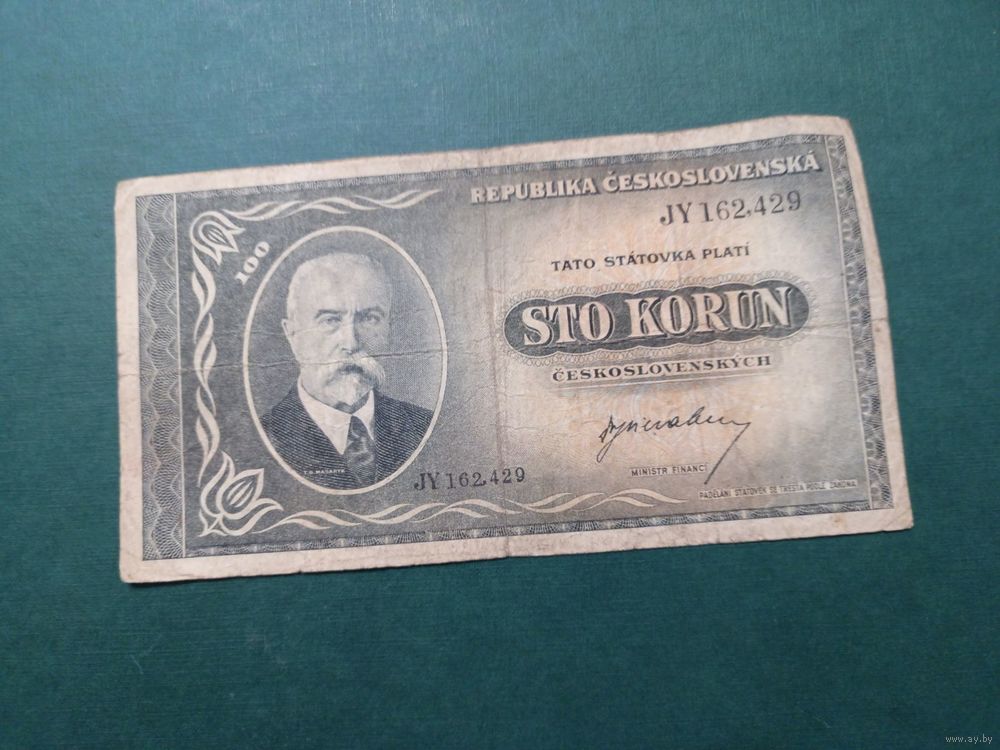 REPUBLIKA ČESKOSLOVENSKÁ
JY 162,429
100
TATO STÁTOVKA PLATÍ
STO KORUN
ČESKOSLOVENSKÝCH
MINISTR FINANCÍ
T. G. MASARYK
JY 162,429
PADĚLÁNÍ STÁTOVEK SE TRESTÁ PODLE ZÁKONA
www.ay.by